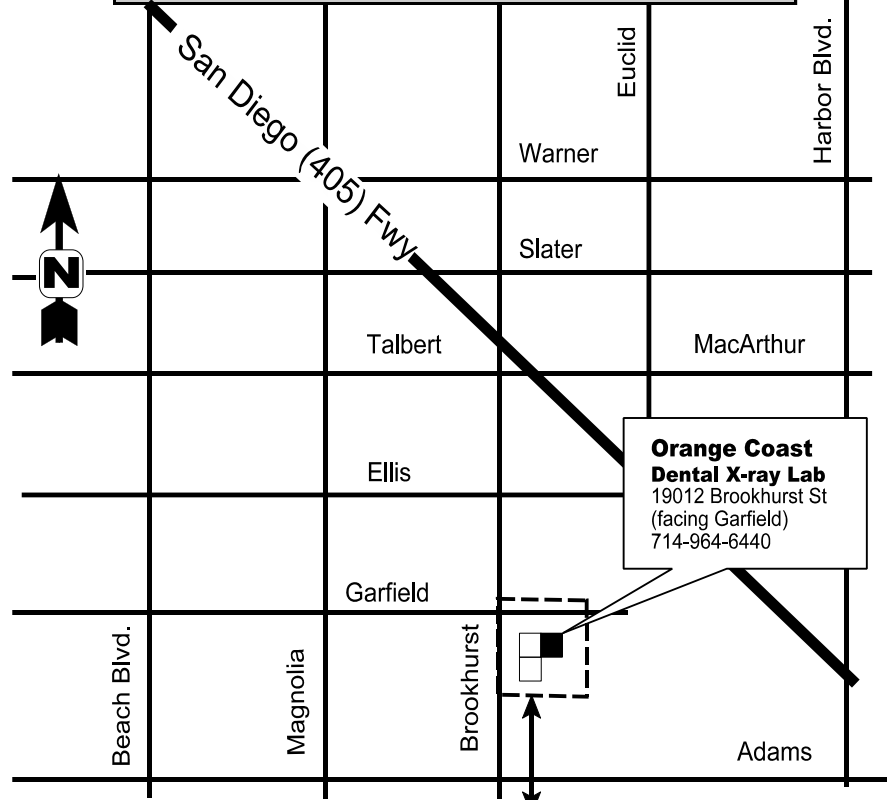 Euclid
Harbor Blvd.
San Diego (405) Fwy
Warner
N
Slater
Talbert
MacArthur
Orange Coast
Dental X-ray Lab
19012 Brookhurst St
(facing Garfield)
714-964-6440
Ellis
Garfield
Beach Blvd.
Magnolia
Brookhurst
Adams